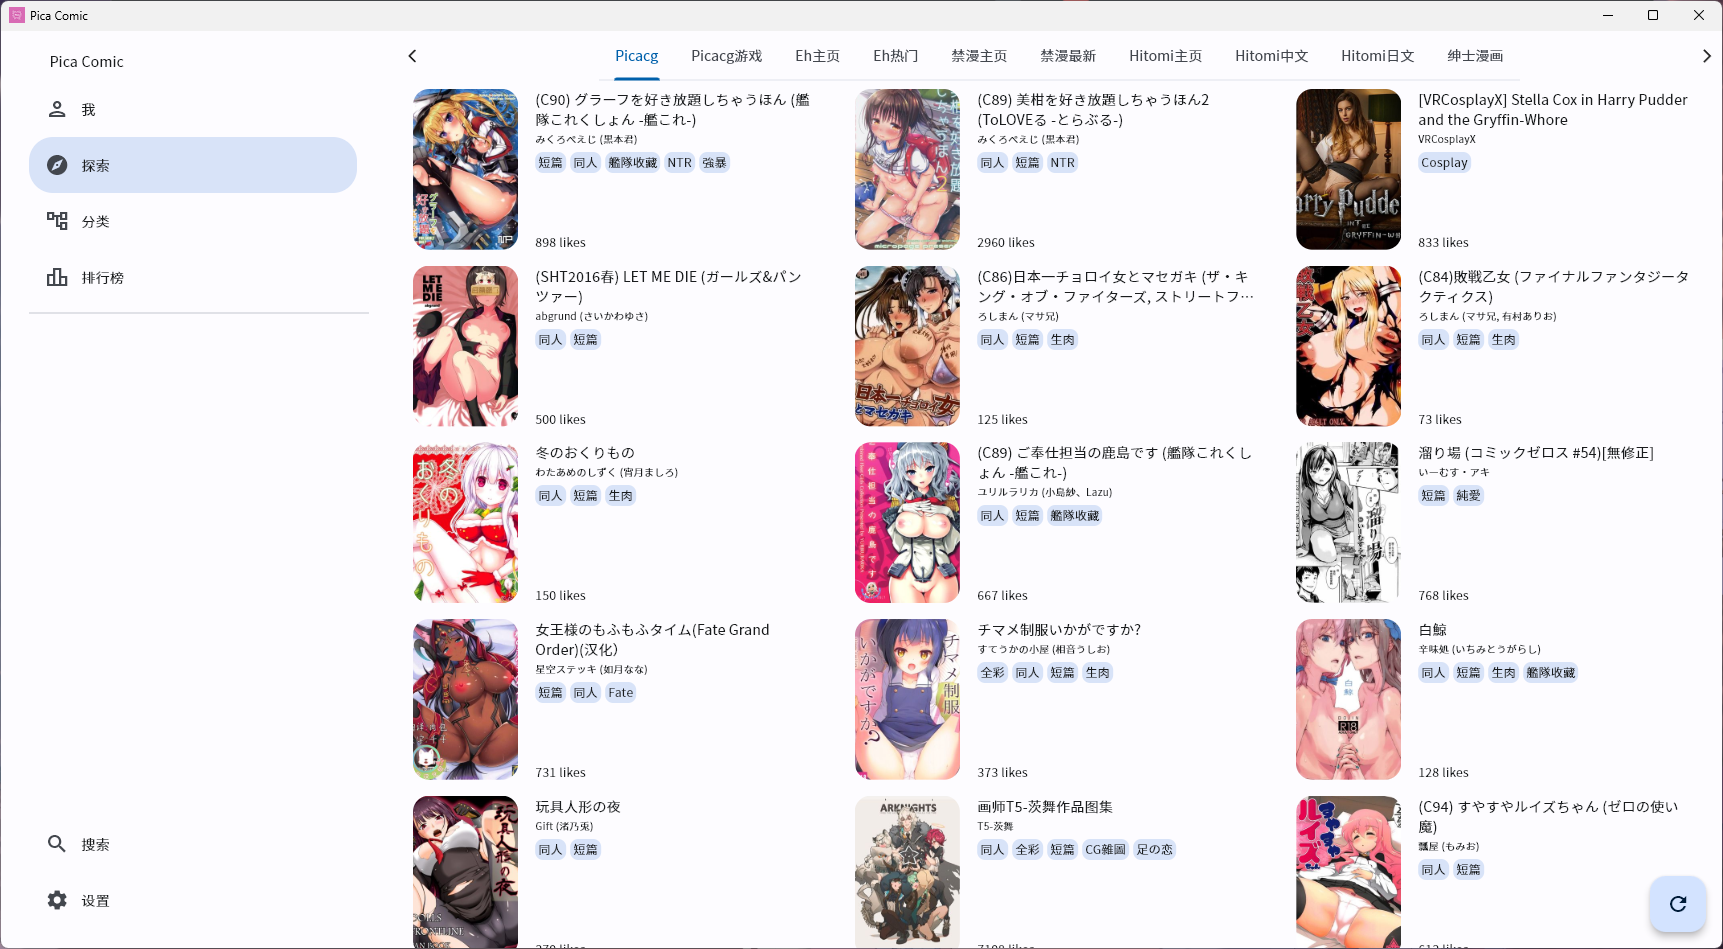 Pica Comic
Pica Comic
我
探索
分类
排行榜
搜索
设置
Picacg
Picacg游戏
Eh主页
Eh热门
禁漫主页
禁漫最新
Hitomi主页
Hitomi中文
Hitomi日文
绅士漫画
(C90) グラーフを好き放題しちゃうほん (艦
隊これくしょん -艦これ-)
みくろぺえじ (黒本君)
短篇 同人 艦隊收藏 NTR 強暴
898 likes
(C89) 美柑を好き放題しちゃうほん2
(ToLOVEる -とらぶる-)
みくろぺえじ (黒本君)
同人 短篇 NTR
2960 likes
[VRCosplayX] Stella Cox in Harry Pudder
and the Gryffin-Whore
VRCosplayX
Cosplay
833 likes
(SHT2016春) LET ME DIE (ガールズ&パン
ツァー)
abgrund (さいかわゆさ)
同人 短篇
500 likes
(C86)日本一チョロイ女とマセガキ (ザ・キ
ング・オブ・ファイターズ, ストリートフ…
ろしまん (マサ兄)
同人 短篇 生肉
125 likes
(C84)敗戦乙女 (ファイナルファンタジータ
クティクス)
ろしまん (マサ兄, 有村ありお)
同人 短篇 生肉
73 likes
冬のおくりもの
わたあめのしずく (宵月ましろ)
同人 短篇 生肉
150 likes
(C89) ご奉仕担当の鹿島です (艦隊これくし
ょん -艦これ-)
ユリルラリカ (小島紗、Lazu)
同人 短篇 艦隊收藏
667 likes
溜り場 (コミックゼロス #54)[無修正]
いーむす・アキ
短篇 純愛
768 likes
女王様のもふもふタイム(Fate Grand
Order)(汉化)
星空ステッキ (如月なな)
短篇 同人 Fate
731 likes
チマメ制服いかがですか?
すてうかの小屋 (相音うしお)
全彩 同人 短篇 生肉
373 likes
白鯨
辛味処 (いちみとうがらし)
同人 短篇 生肉 艦隊收藏
128 likes
玩具人形の夜
Gift (渚乃兎)
同人 短篇
画师T5-茨舞作品图集
T5-茨舞
同人 全彩 短篇 CG雜圖 足の恋
(C94) すやすやルイズちゃん (ゼロの使い
魔)
瓢屋 (もみお)
同人 短篇